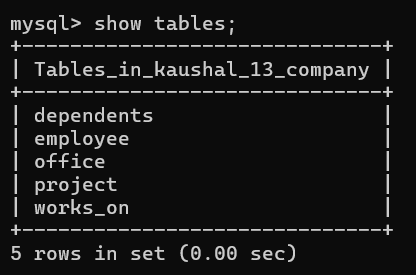 mysql> show tables;
+------------------------------+
| Tables_in_kaushal_13_company |
+------------------------------+
| dependents                   |
| employee                     |
| office                       |
| project                      |
| works_on                     |
+------------------------------+
5 rows in set (0.00 sec)